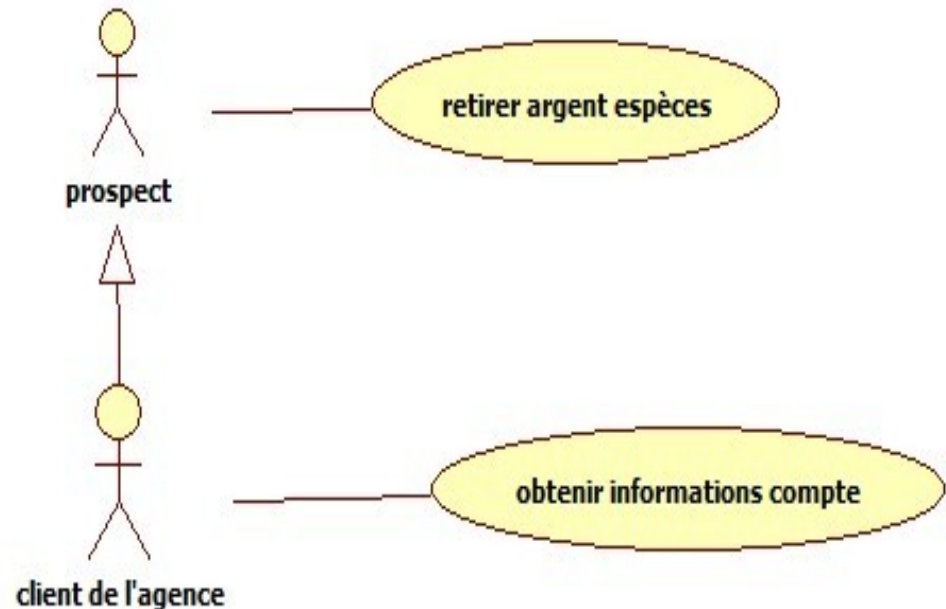 retirer argent espèces
prospect
obtenir informations compte
client de l'agence